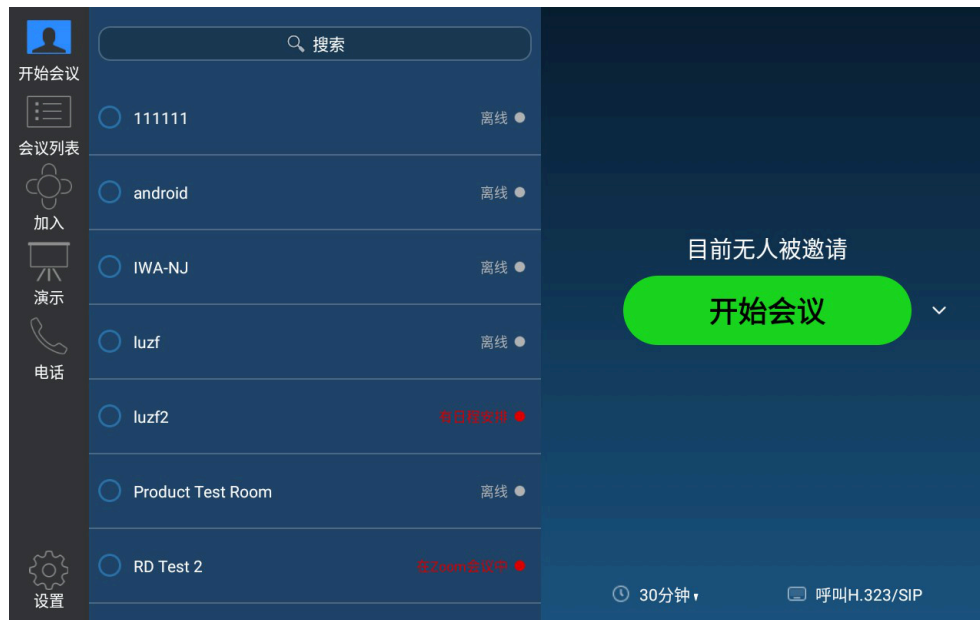 开始会议
会议列表
加入
演示
电话
设置
搜索
111111 离线
android 离线
IWA-NJ 离线
luzf 离线
luzf2 有日程安排
Product Test Room 离线
RD Test 2 在Zoom会议中
目前无人被邀请
开始会议
30分钟 呼叫H.323/SIP